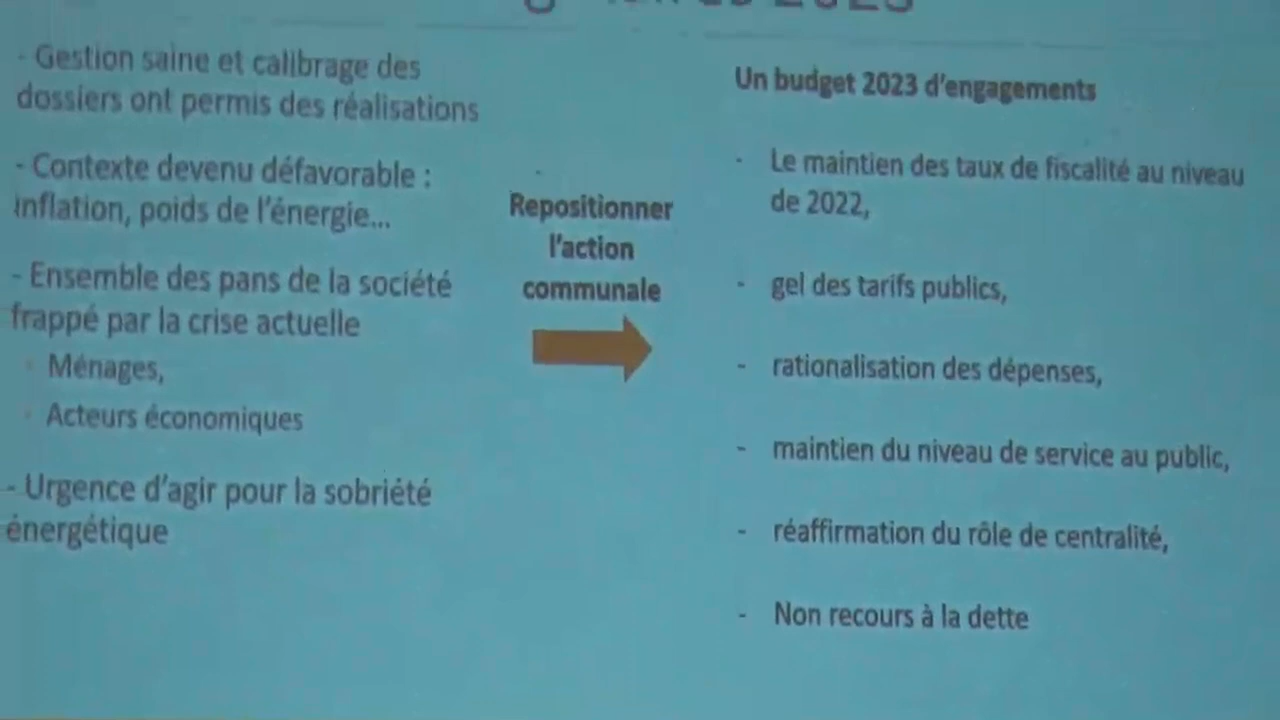 - Gestion saine et calibrage des
dossiers ont permis des réalisations
- Contexte devenu défavorable :
inflation, poids de l'énergie...
- Ensemble des pans de la société
frappé par la crise actuelle
Ménages,
Acteurs économiques
- Urgence d'agir pour la sobriété
énergétique
Repositionner
l'action
communale
Un budget 2023 d'engagements
- Le maintien des taux de fiscalité au niveau
de 2022,
- gel des tarifs publics,
- rationalisation des dépenses,
- maintien du niveau de service au public,
- réaffirmation du rôle de centralité,
- Non recours à la dette